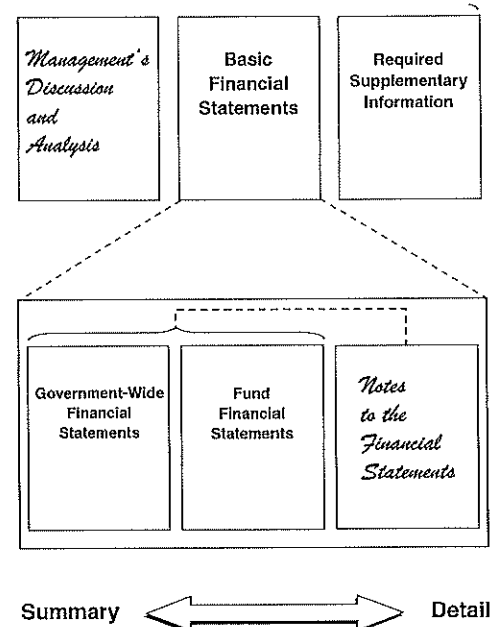 Management's
Discussion
and
Analysis
Basic
Financial
Statements
Required
Supplementary
Information
Government-Wide
Financial
Statements
Fund
Financial
Statements
Notes
to the
Financial
Statements
Summary
Detail